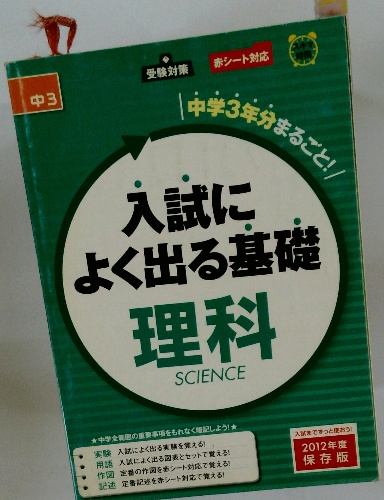 受験対策
赤シート対応
中3
中学3年分まるごと!
入試に
よく出る基礎
理科
SCIENCE
★中学全範囲の重要事項をもれなく暗記しよう!★
実験 入試によく出る実験を覚える!
用語 入試によく出る図表とセットで覚える!
作図 定番の作図を赤シート対応で覚える!
記述 定番記述を赤シート対応で覚える!
入試まですっと使おう!
2012年度
保存版